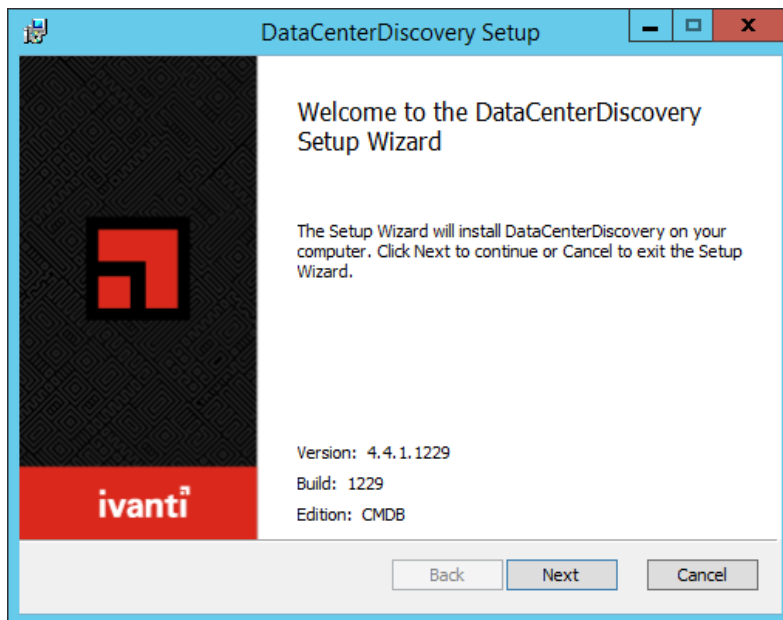 DataCenterDiscovery Setup
Welcome to the DataCenterDiscovery
Setup Wizard
The Setup Wizard will install DataCenterDiscovery on your
computer. Click Next to continue or Cancel to exit the Setup
Wizard.
Version: 4.4.1.1229
Build: 1229
Edition: CMDB
ivanti
Back
Next
Cancel